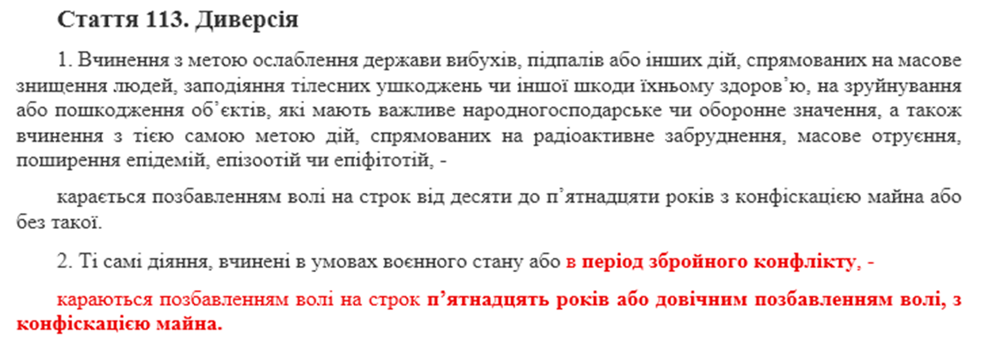 Стаття 113. Диверсія
1. Вчинення з метою ослаблення держави вибухів, підпалів або інших дій, спрямованих на масове
знищення людей, заподіяння тілесних ушкоджень чи іншої шкоди їхньому здоров’ю, на зруйнування
або пошкодження об’єктів, які мають важливе народногосподарське чи оборонне значення, а також
вчинення з тією самою метою дій, спрямованих на радіоактивне забруднення, масове отруєння,
поширення епідемій, епізоотій чи епіфітотій, -
карається позбавленням волі на строк від десяти до п’ятнадцяти років з конфіскацією майна або
без такої.
2. Ті самі діяння, вчинені в умовах воєнного стану або в період збройного конфлікту, -
караються позбавленням волі на строк п’ятнадцять років або довічним позбавленням волі, з
конфіскацією майна.